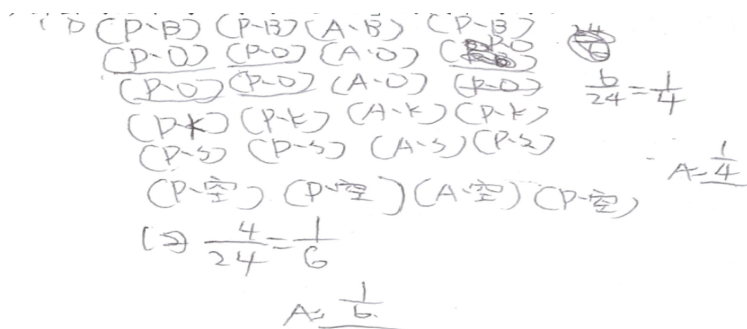 (1) (P-B) (P-B) (A-B) (P-B)
(P-O) (P-O) (A-O) (P-O)
(P-O) (P-O) (A-O) (P-O) 6/24 = 1/4
(P-K) (P-K) (A-K) (P-K)
(P-S) (P-S) (A-S) (P-S)
A= 1/4
(P-空) (P-空) (A-空) (P-空)
(2) 4/24 = 1/6
A= 1/6